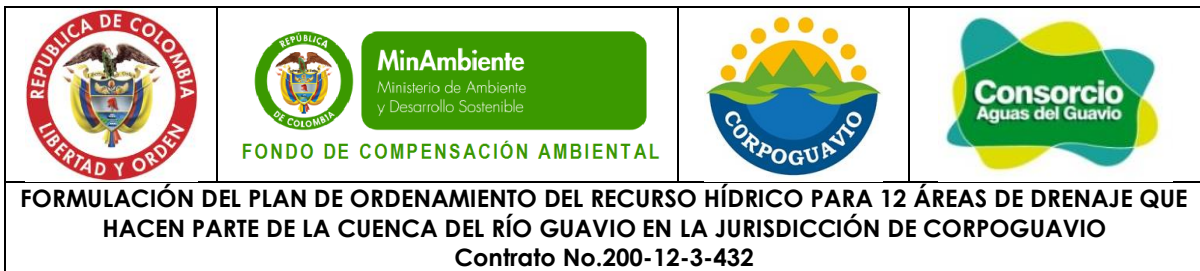 REPUBLICA DE COLOMBIA
LIBERTAD Y ORDEN
REPÚBLICA
DE COLOMBIA
MinAmbiente
Ministerio de Ambiente
y Desarrollo Sostenible
FONDO DE COMPENSACIÓN AMBIENTAL
CORPOGUAVIO
Consorcio
Aguas del Guavio
FORMULACIÓN DEL PLAN DE ORDENAMIENTO DEL RECURSO HÍDRICO PARA 12 ÁREAS DE DRENAJE QUE
HACEN PARTE DE LA CUENCA DEL RÍO GUAVIO EN LA JURISDICCIÓN DE CORPOGUAVIO
Contrato No.200-12-3-432